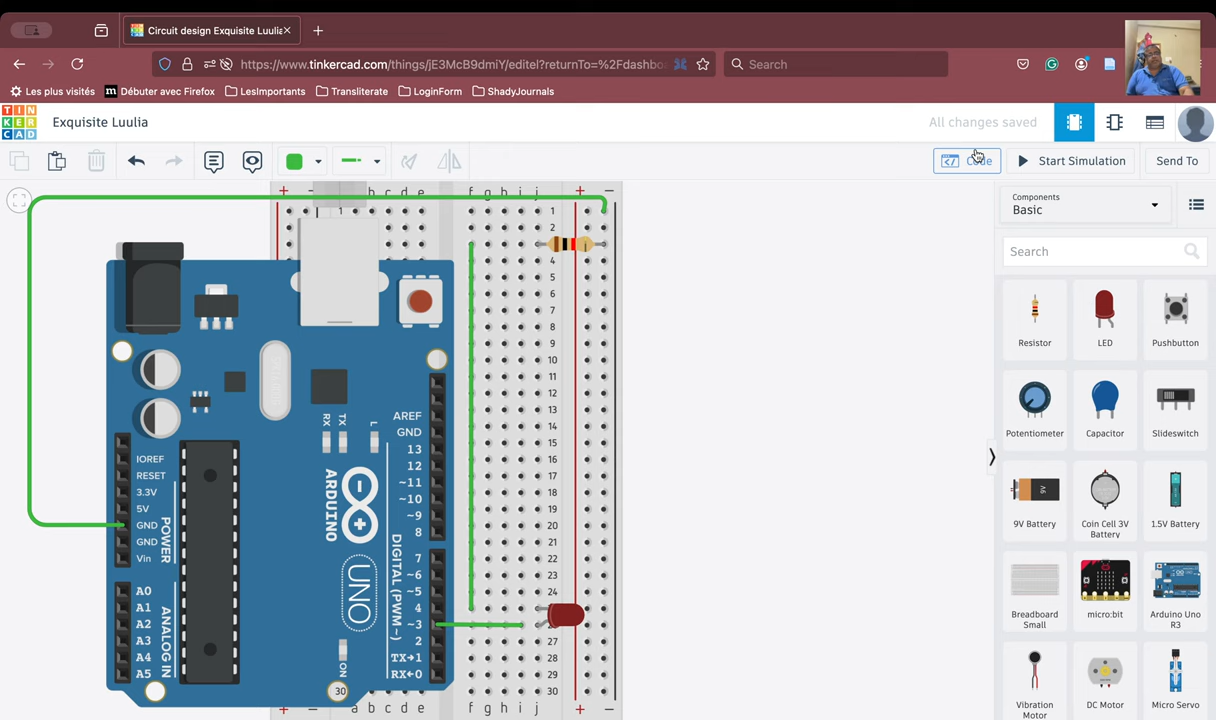 Circuit design Exquisite Luulia
https://www.tinkercad.com/things/jE3McB9dmiY/editel?returnTo=%2Fdashbo
Search
Les plus visités
Débuter avec Firefox
LesImportants
Transliterate
LoginForm
ShadyJournals
TIN
KER
CAD
Exquisite Luulia
All changes saved
Code
Start Simulation
Send To
Components
Basic
Search
Resistor
LED
Pushbutton
Potentiometer
Capacitor
Slideswitch
9V Battery
Coin Cell 3V
Battery
1.5V Battery
Breadboard
Small
micro:bit
Arduino Uno
R3
Vibration
Motor
DC Motor
Micro Servo
+ − a b c d e f g h i j + −
1
1
2
4
5
6
7
8
9
10
11
12
13
14
15
16
17
18
19
20
21
22
23
24
27
28
29
30
30
+ − a b c d e f g h i j + −
IOREF
RESET
3.3V
5V
GND
GND
Vin
POWER
A0
A1
A2
A3
A4
A5
ANALOG IN
RX
TX
L
ARDUINO
UNO
ON
AREF
GND
13
12
~11
~10
~9
8
7
~6
~5
4
~3
2
TX→1
RX←0
DIGITAL (PWM ~)